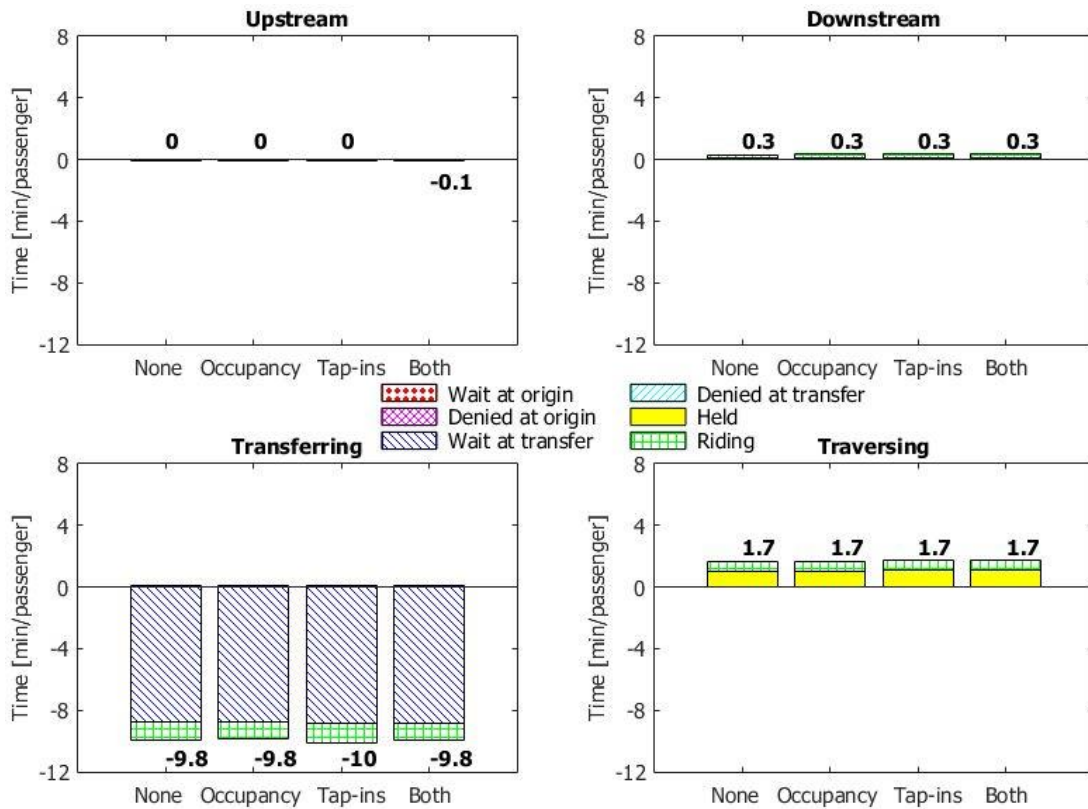 Upstream
Time [min/passenger]
8
4
0
-4
-8
-12
0 0 0
-0.1
None Occupancy Tap-ins Both
Downstream
Time [min/passenger]
8
4
0
-4
-8
-12
0.3 0.3 0.3 0.3
None Occupancy Tap-ins Both
Wait at origin
Denied at origin
Wait at transfer
Denied at transfer
Held
Riding
Transferring
Time [min/passenger]
8
4
0
-4
-8
-12
-9.8 -9.8 -10 -9.8
None Occupancy Tap-ins Both
Traversing
Time [min/passenger]
8
4
0
-4
-8
-12
1.7 1.7 1.7 1.7
None Occupancy Tap-ins Both